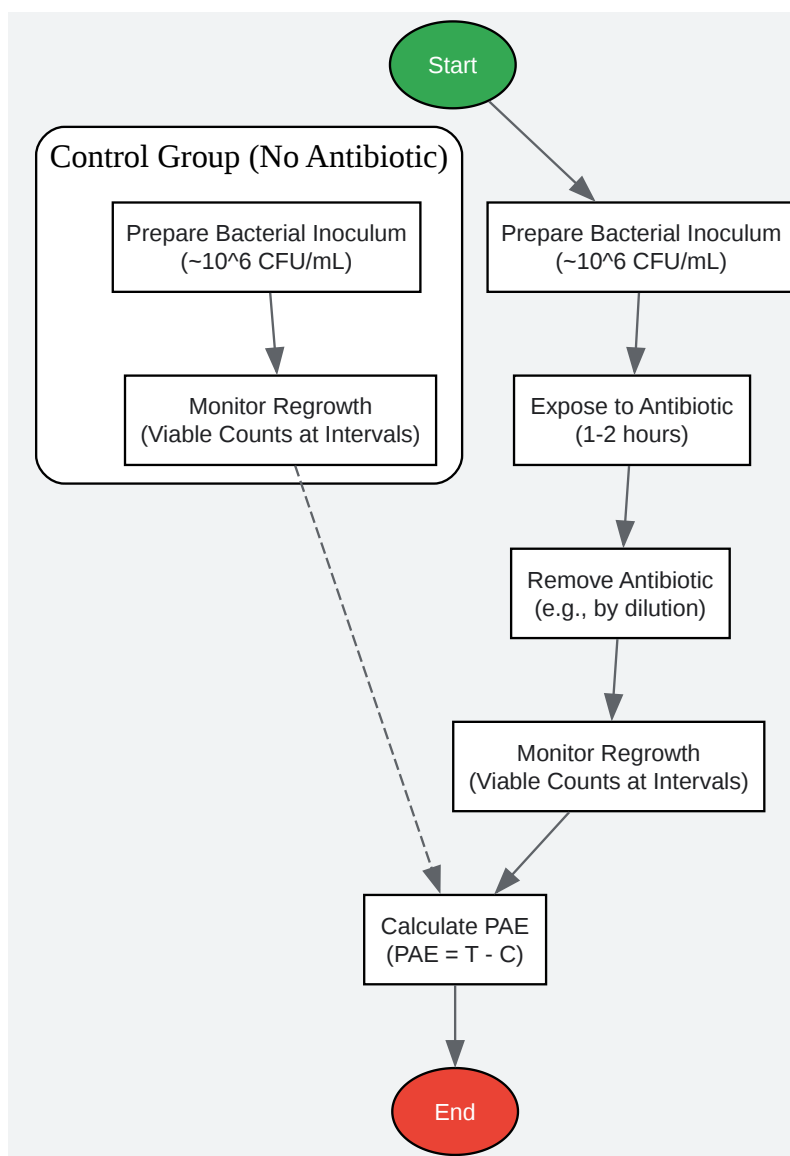 Start
Control Group (No Antibiotic)
Prepare Bacterial Inoculum
(~10^6 CFU/mL)
Monitor Regrowth
(Viable Counts at Intervals)
Prepare Bacterial Inoculum
(~10^6 CFU/mL)
Expose to Antibiotic
(1-2 hours)
Remove Antibiotic
(e.g., by dilution)
Monitor Regrowth
(Viable Counts at Intervals)
Calculate PAE
(PAE = T - C)
End